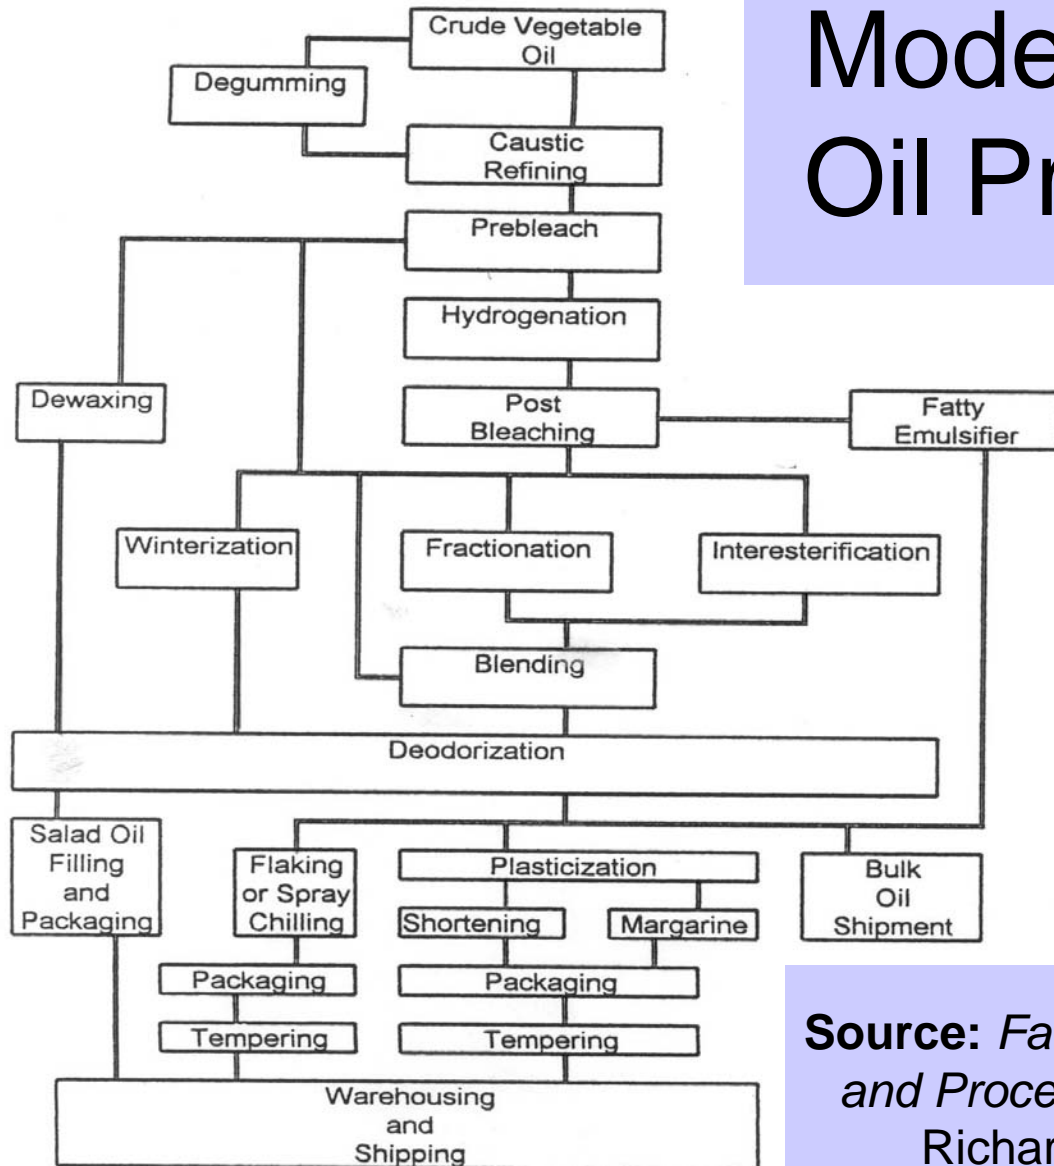 Mode
Oil Pr
Crude Vegetable
Oil
Degumming
Caustic
Refining
Prebleach
Hydrogenation
Dewaxing
Post
Bleaching
Fatty
Emulsifier
Winterization
Fractionation
Interesterification
Blending
Deodorization
Salad Oil
Filling
and
Packaging
Flaking
or Spray
Chilling
Plasticization
Shortening
Margarine
Bulk
Oil
Shipment
Packaging
Packaging
Tempering
Tempering
Warehousing
and
Shipping
Source: Fa
and Proce
Richar